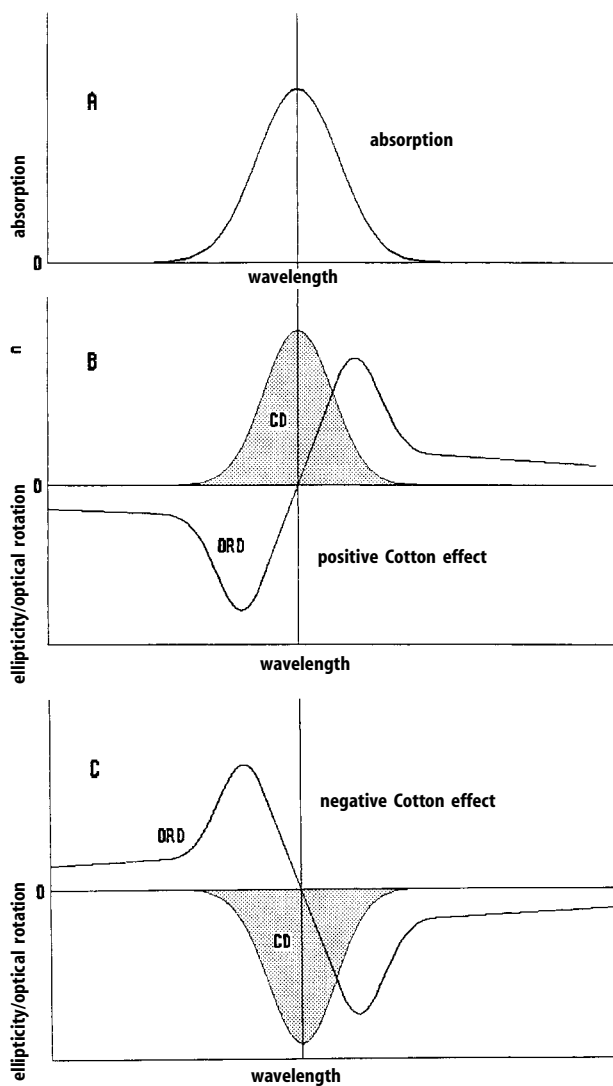 A
absorption
absorption
0
wavelength
n
B
CD
0
ORD
positive Cotton effect
ellipticity/optical rotation
wavelength
C
negative Cotton effect
ORD
0
CD
ellipticity/optical rotation
wavelength